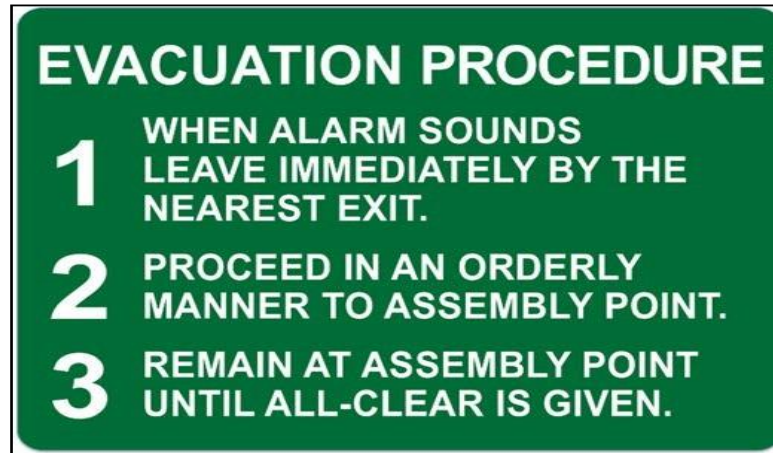 EVACUATION PROCEDURE
1 WHEN ALARM SOUNDS
LEAVE IMMEDIATELY BY THE
NEAREST EXIT.
2 PROCEED IN AN ORDERLY
MANNER TO ASSEMBLY POINT.
3 REMAIN AT ASSEMBLY POINT
UNTIL ALL-CLEAR IS GIVEN.